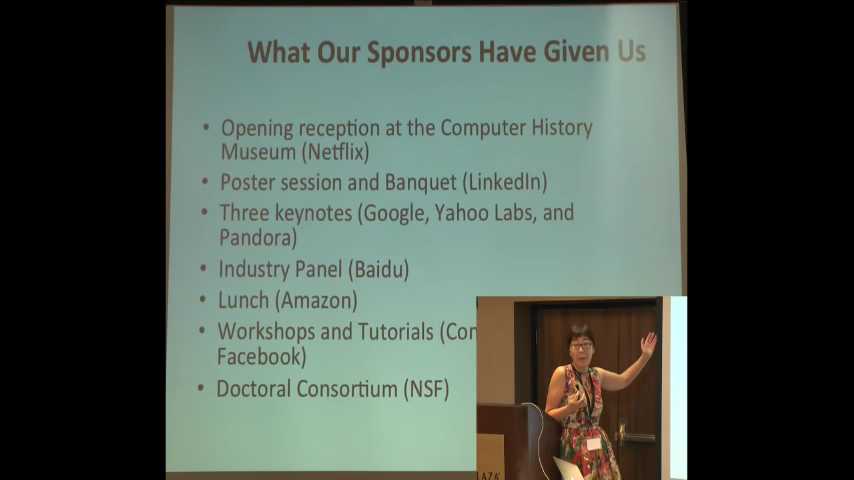 What Our Sponsors Have Given Us
• Opening reception at the Computer History
Museum (Netflix)
• Poster session and Banquet (LinkedIn)
• Three keynotes (Google, Yahoo Labs, and
Pandora)
• Industry Panel (Baidu)
• Lunch (Amazon)
• Workshops and Tutorials
Facebook)
• Doctoral Consortium (NSF)